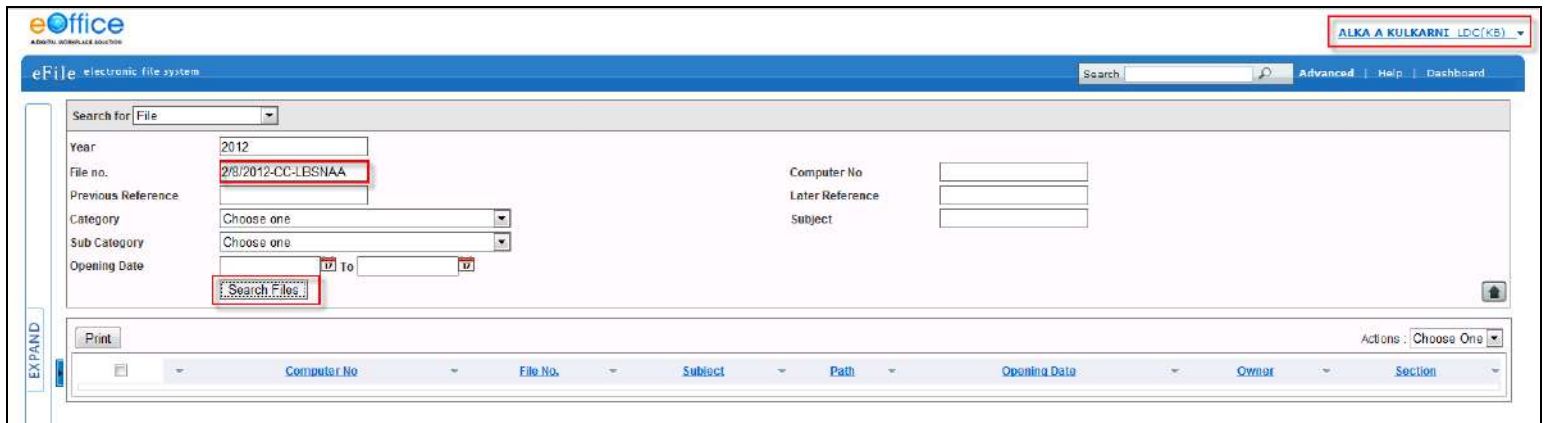 eOffice
A DIGITAL WORKPLACE SOLUTION
ALKA A KULKARNI LDC(KB)
eFile electronic file system
Search Advanced | Help | Dashboard
Search for File
Year 2012
File no. 2/8/2012-CC-LBSNAA Computer No
Previous Reference Later Reference
Category Choose one Subject
Sub Category Choose one
Opening Date 17 To 17
Search Files
EXPAND
Print Actions : Choose One
Computer No File No. Subject Path Opening Date Owner Section